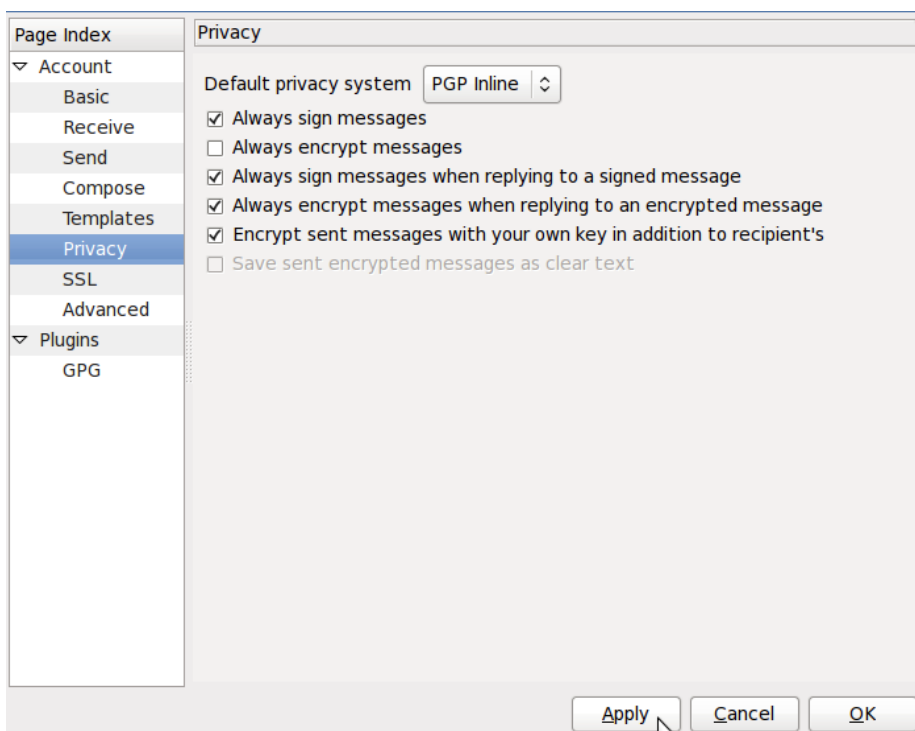 Page Index
Account
Basic
Receive
Send
Compose
Templates
Privacy
SSL
Advanced
Plugins
GPG
Privacy
Default privacy system PGP Inline
Always sign messages
Always encrypt messages
Always sign messages when replying to a signed message
Always encrypt messages when replying to an encrypted message
Encrypt sent messages with your own key in addition to recipient's
Save sent encrypted messages as clear text
Apply Cancel OK